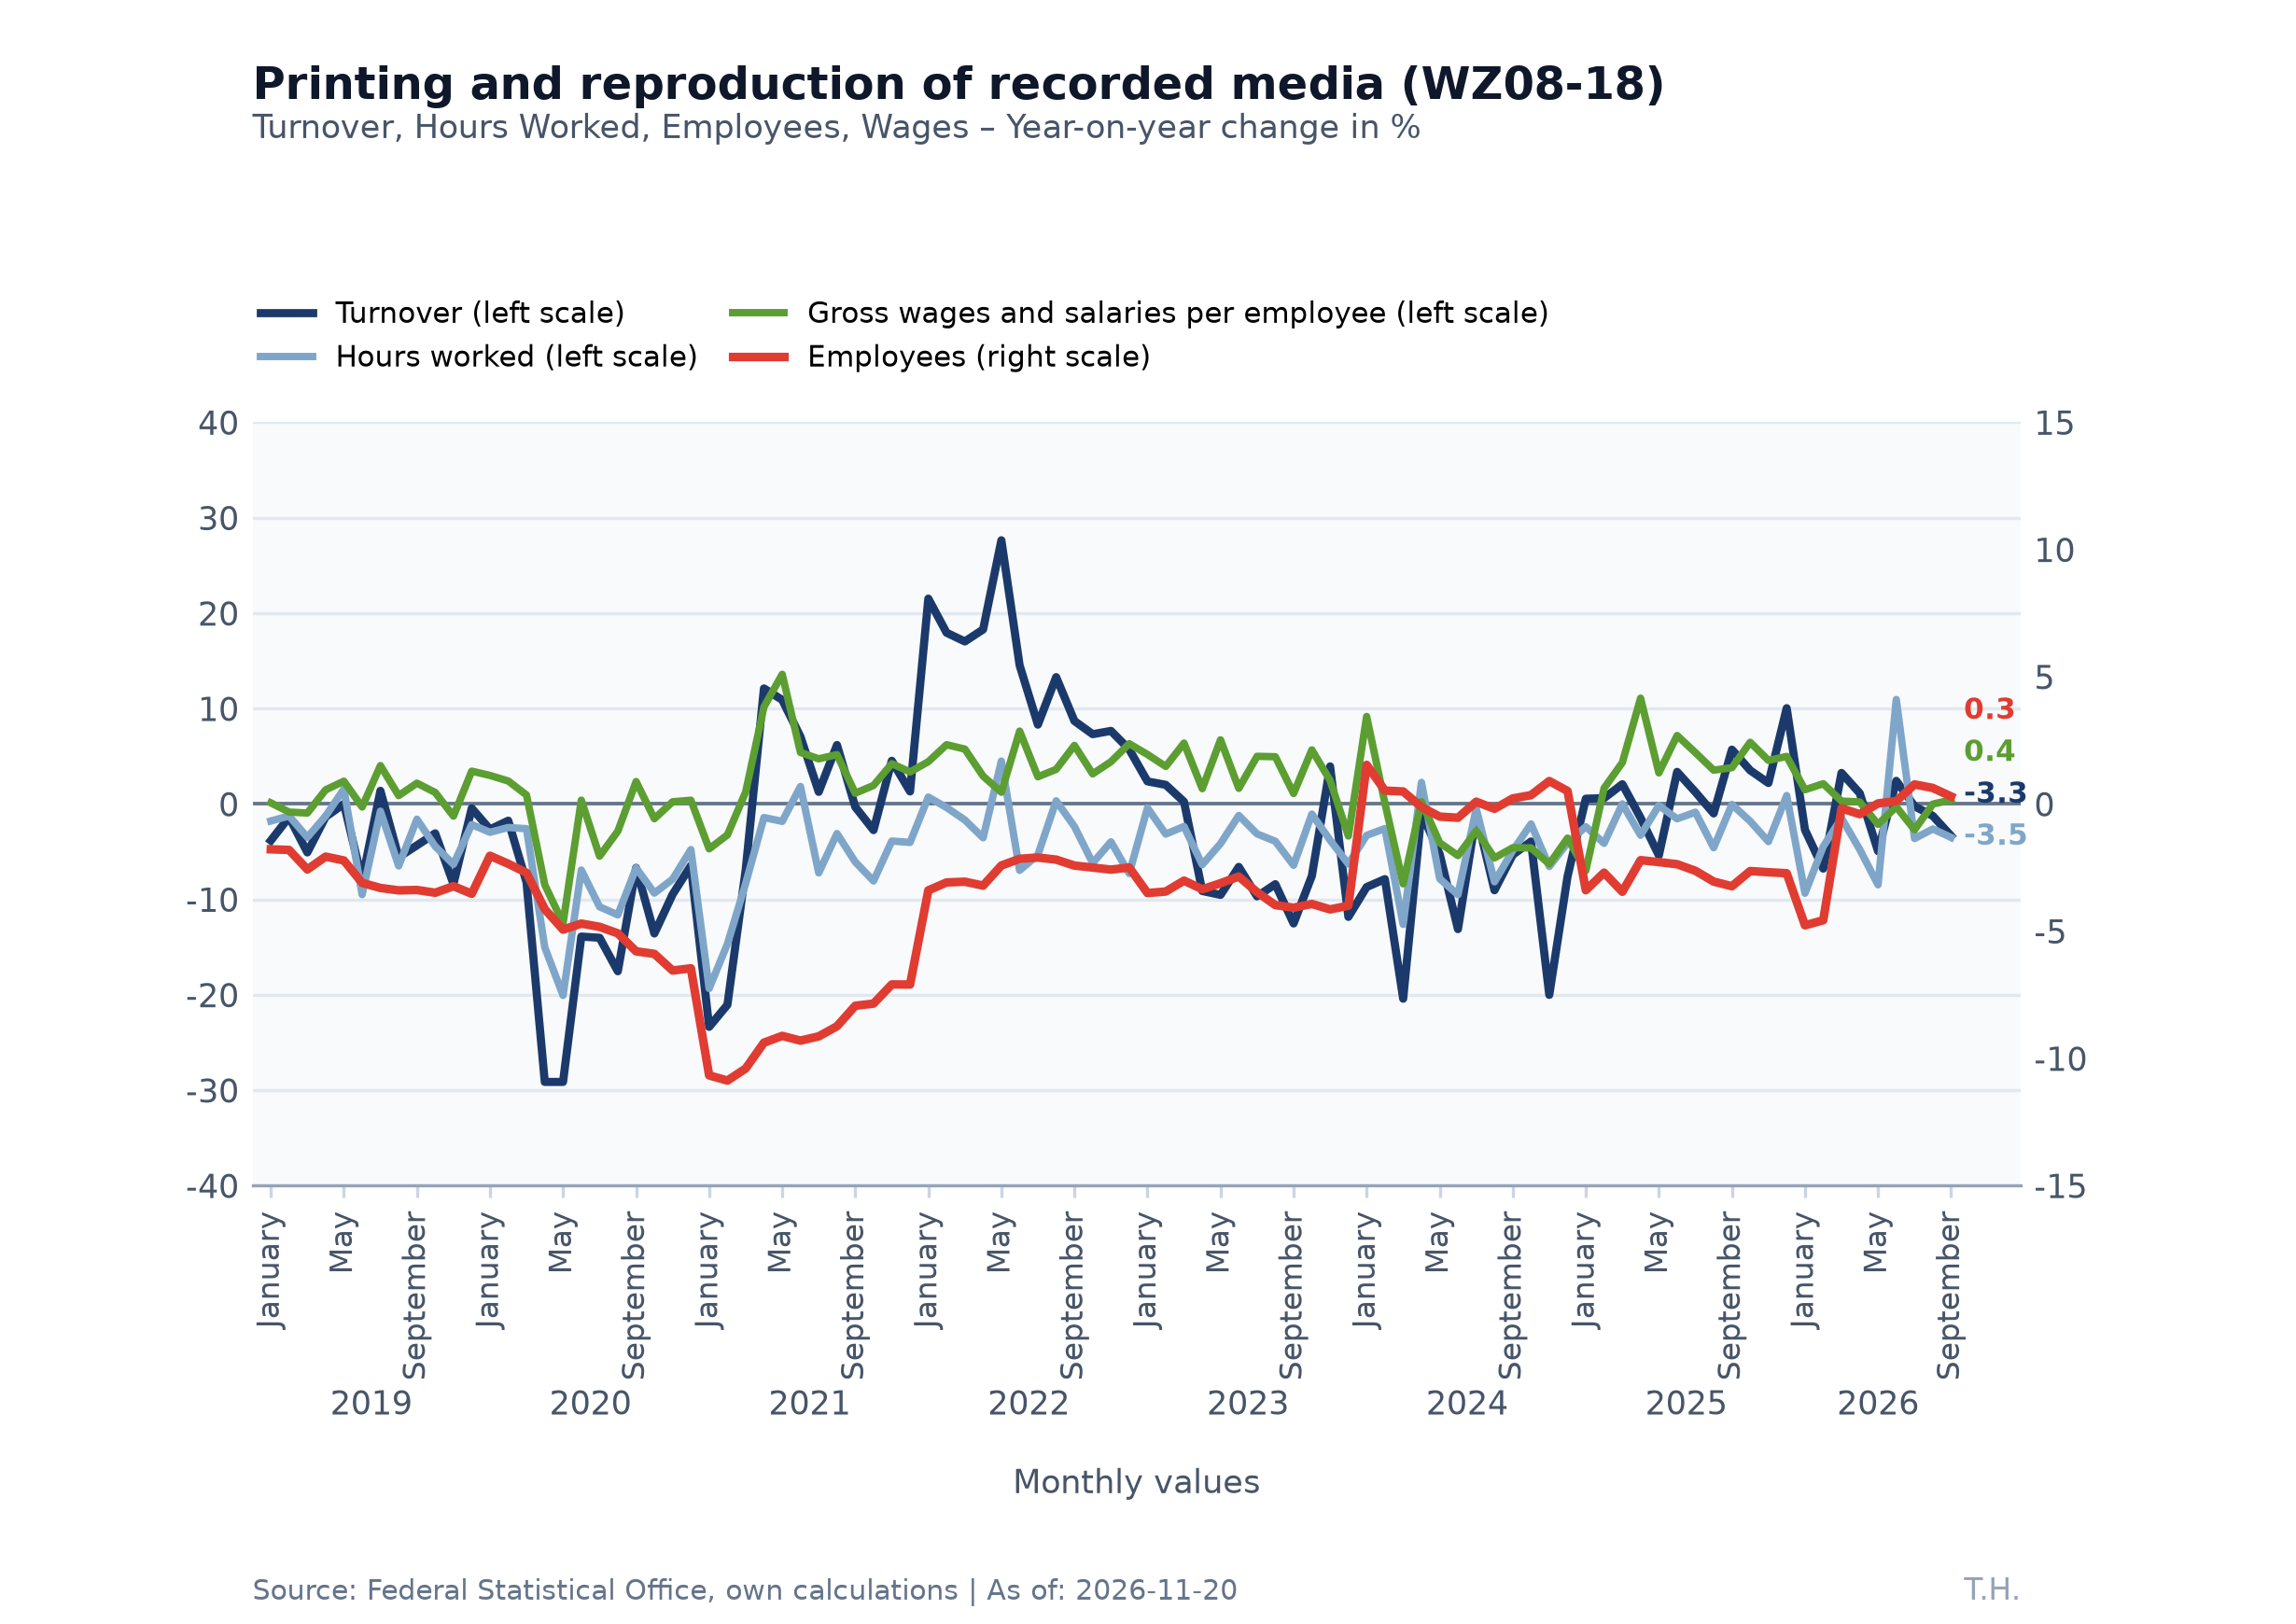 Printing and reproduction of recorded media (WZ08-18)
Turnover, Hours Worked, Employees, Wages – Year-on-year change in %
Turnover (left scale)
Gross wages and salaries per employee (left scale)
Hours worked (left scale)
Employees (right scale)
40 15
30
10
20
5
10
0.3
0.4
0 -3.3 0
-3.5
-10
-5
-20
-10
-30
-40 -15
January May September January May September January May September January May September January May September January May September January May September January May September
2019 2020 2021 2022 2023 2024 2025 2026
Monthly values
Source: Federal Statistical Office, own calculations | As of: 2026-11-20
T.H.